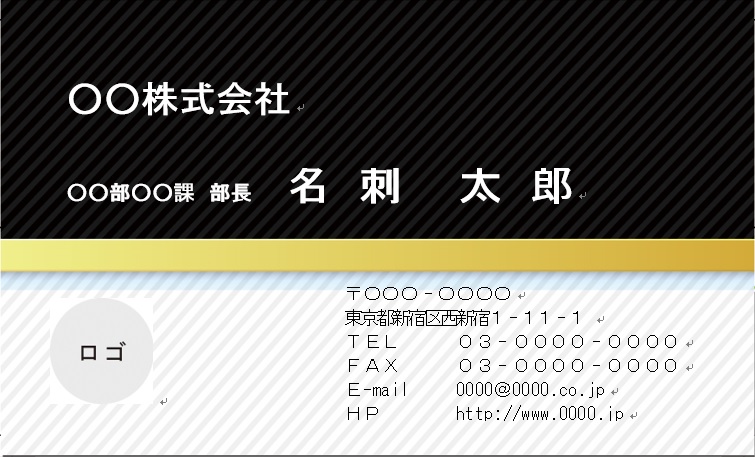 〇〇株式会社
〇〇部〇〇課 部長 名 刺 太 郎
〒〇〇〇-〇〇〇〇
東京都新宿区西新宿1-11-1
TEL 03-0000-0000
FAX 03-0000-0000
E-mail 0000@0000.co.jp
HP http://www.0000.jp
ロゴ